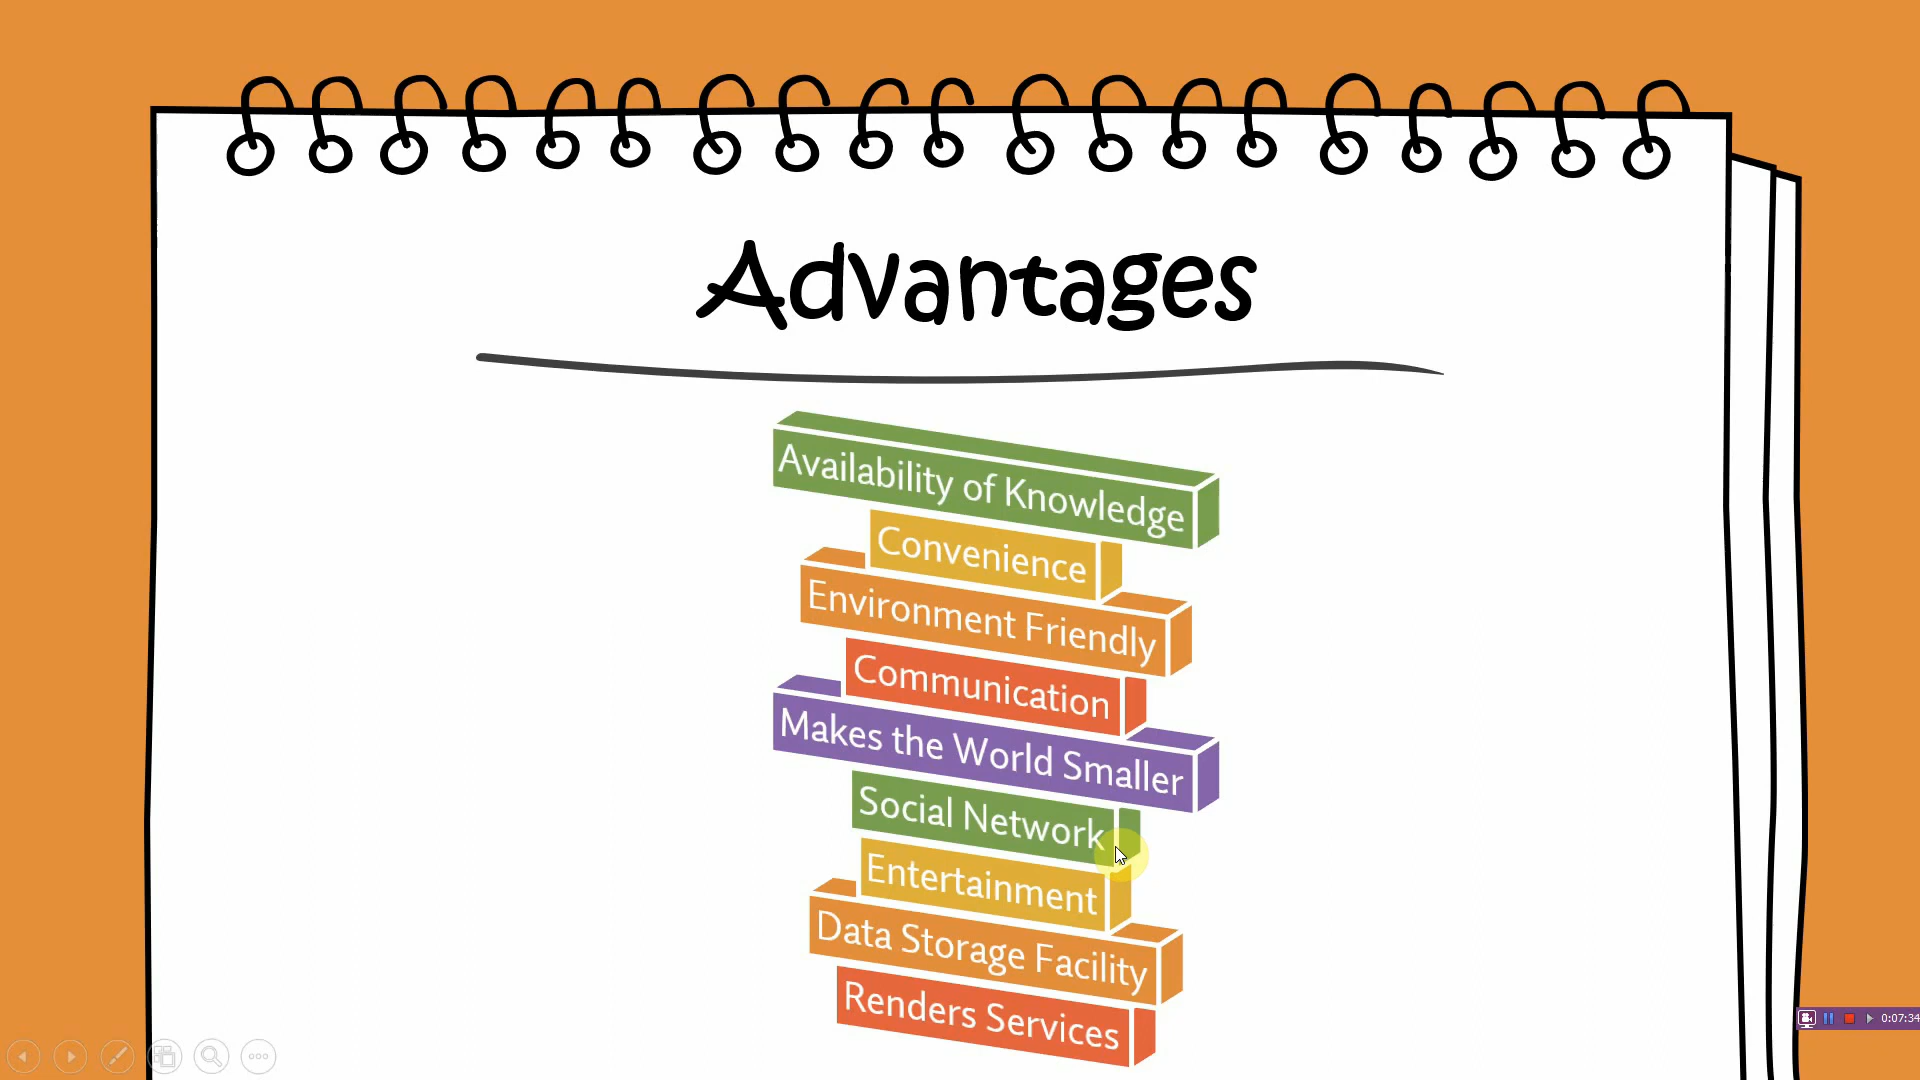 Advantages
Availability of Knowledge
Convenience
Environment Friendly
Communication
Makes the World Smaller
Social Network
Entertainment
Data Storage Facility
Renders Services
0:07:34